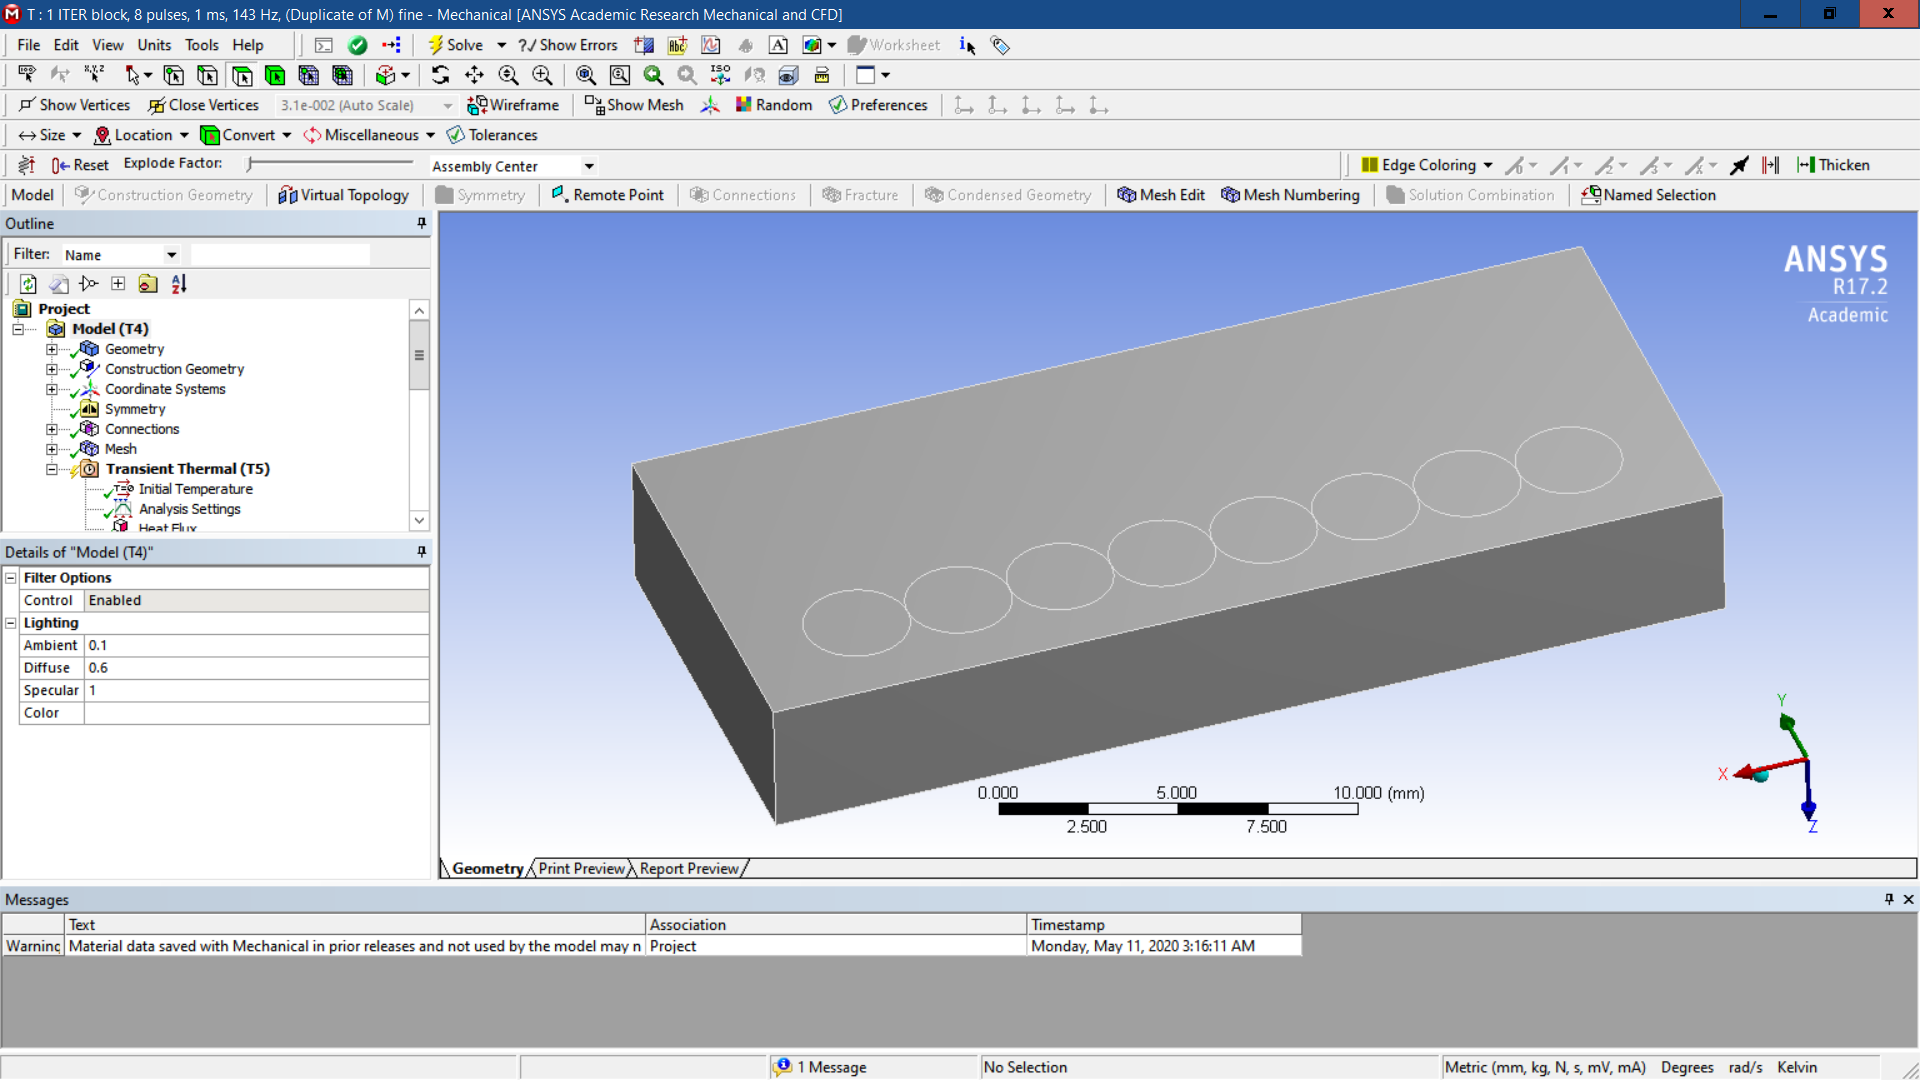 T : 1 ITER block, 8 pulses, 1 ms, 143 Hz, (Duplicate of M) fine - Mechanical [ANSYS Academic Research Mechanical and CFD]
File Edit View Units Tools Help Solve ?/ Show Errors Worksheet
Show Vertices Close Vertices 3.1e-002 (Auto Scale) Wireframe Show Mesh Random Preferences
Size Location Convert Miscellaneous Tolerances
Reset Explode Factor: Assembly Center Edge Coloring Thicken
Model Construction Geometry Virtual Topology Symmetry Remote Point Connections Fracture Condensed Geometry Mesh Edit Mesh Numbering Solution Combination Named Selection
Outline
Filter: Name
Project
Model (T4)
Geometry
Construction Geometry
Coordinate Systems
Symmetry
Connections
Mesh
Transient Thermal (T5)
Initial Temperature
Analysis Settings
Heat Flux
Details of "Model (T4)"
Filter Options
Control Enabled
Lighting
Ambient 0.1
Diffuse 0.6
Specular 1
Color
ANSYS
R17.2
Academic
Y
X
Z
0.000 5.000 10.000 (mm)
2.500 7.500
Geometry Print Preview Report Preview
Messages
Text Association Timestamp
Warning Material data saved with Mechanical in prior releases and not used by the model may n Project Monday, May 11, 2020 3:16:11 AM
1 Message No Selection Metric (mm, kg, N, s, mV, mA) Degrees rad/s Kelvin